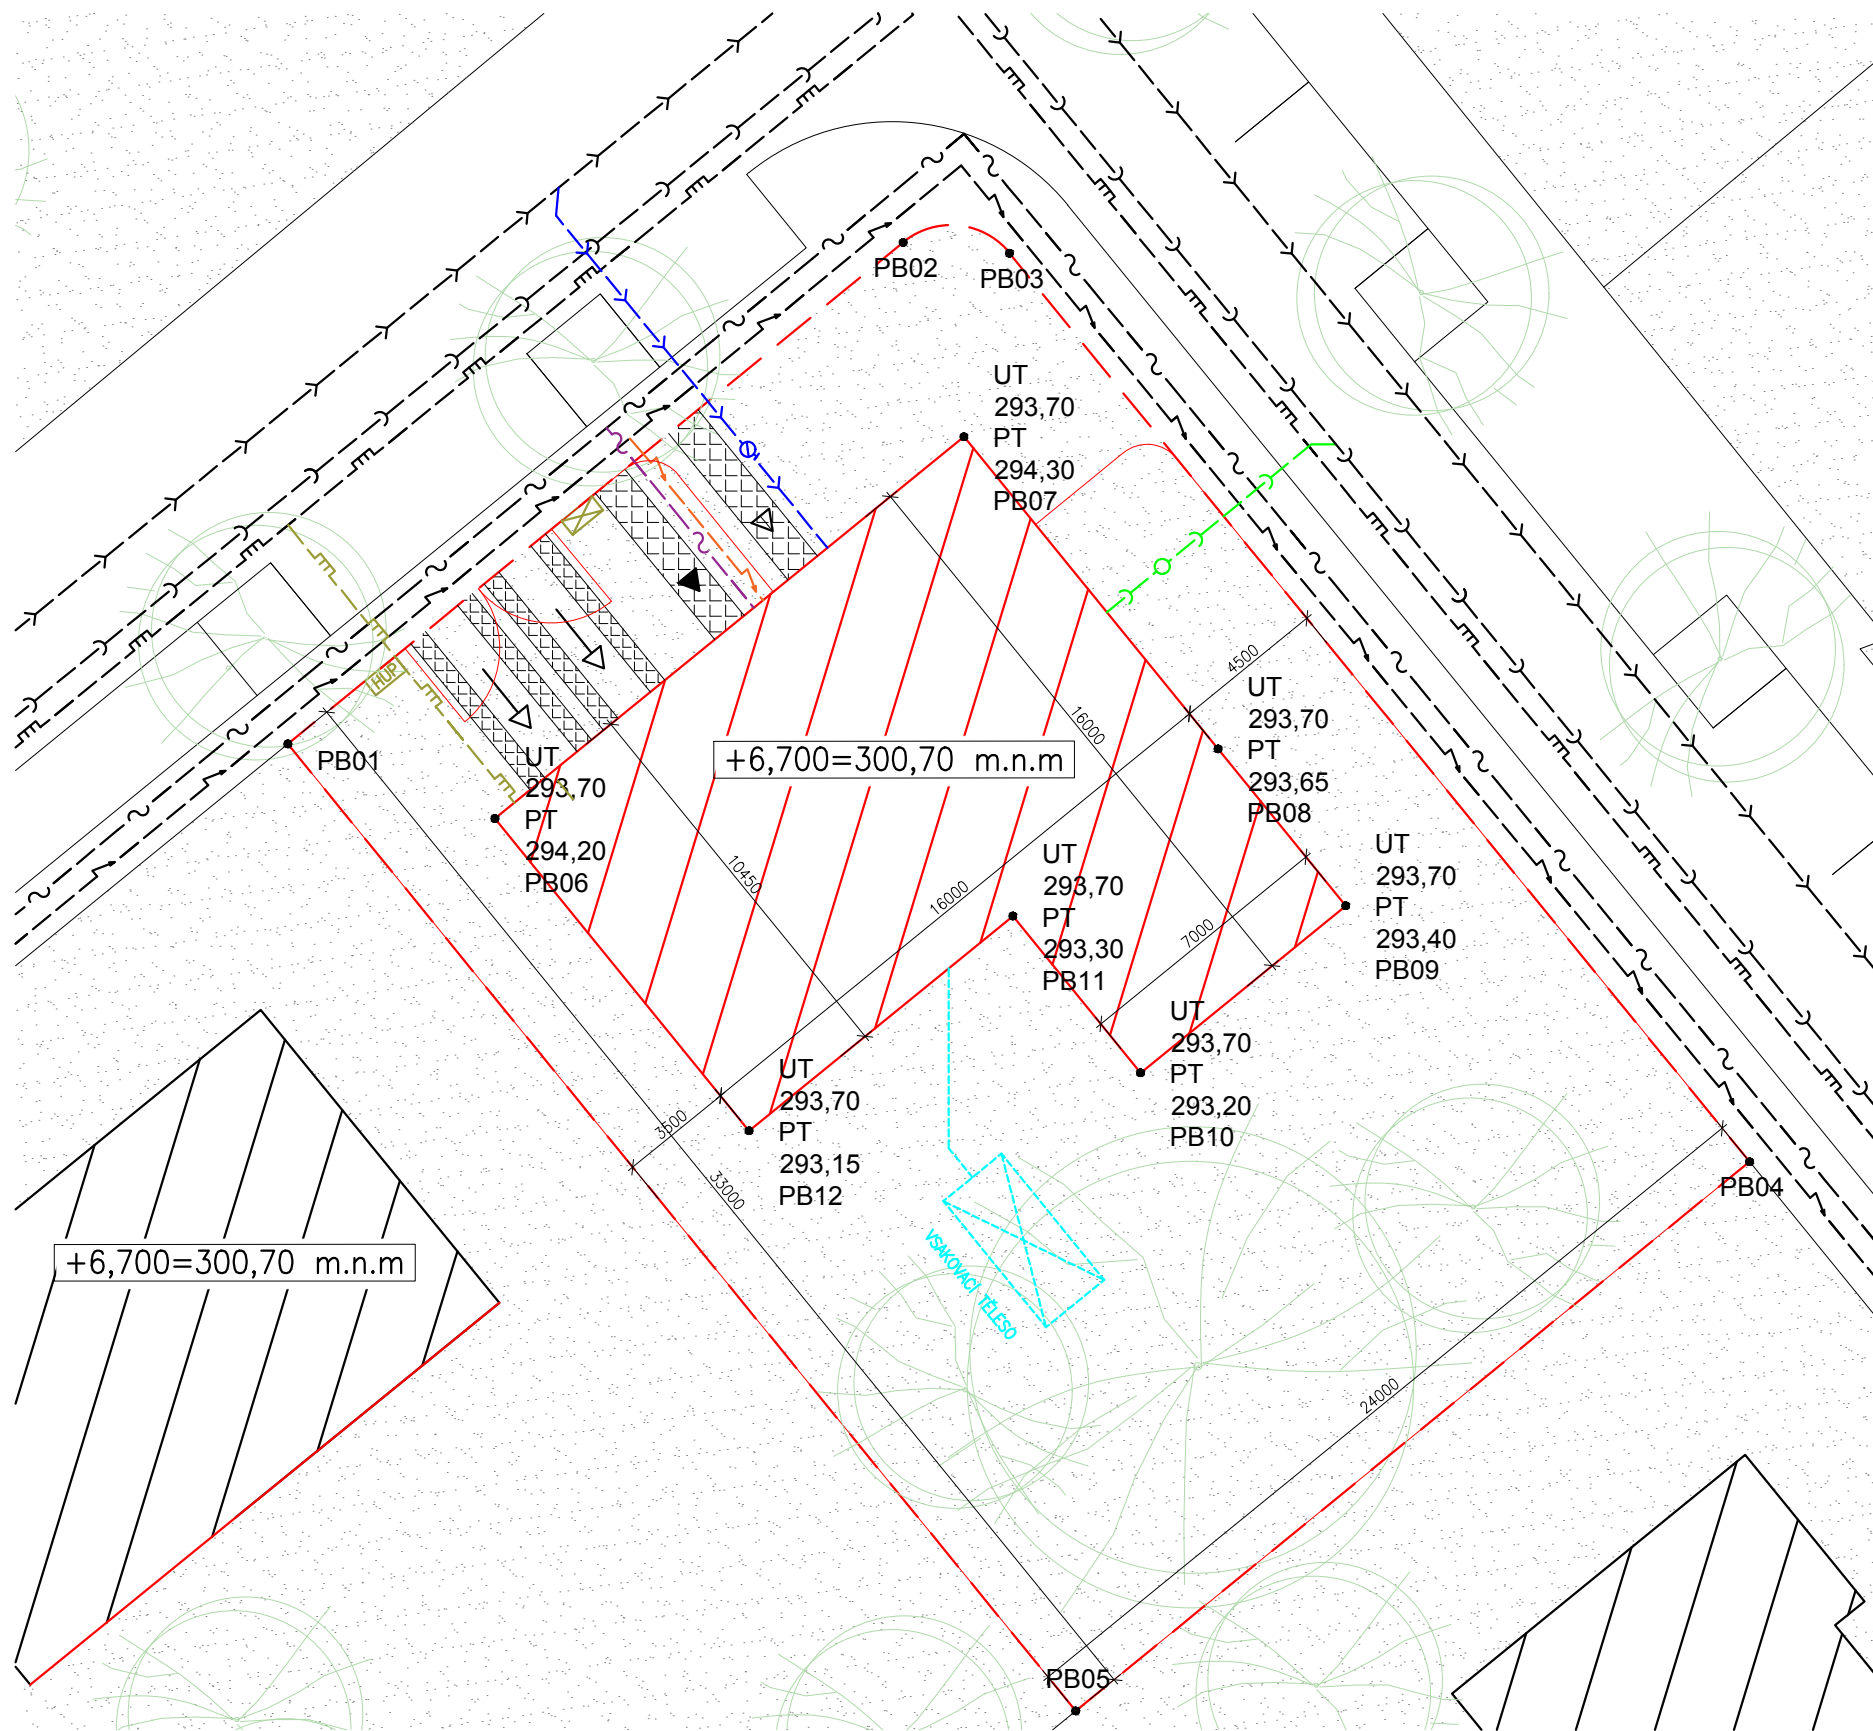 PB02
PB03
UT
293,70
PT
294,30
PB07
4500
UT
293,70
PT
293,65
PB08
HUP
PB01
16000
+6,700=300,70 m.n.m
UT
293,70
PT
294,20
PB06
10450
16000
UT
293,70
PT
293,30
PB11
7000
UT
293,70
PT
293,40
PB09
UT
293,70
PT
293,20
PB10
UT
293,70
PT
293,15
PB12
3500
33000
PB04
VSAKOVACÍ TĚLESO
+6,700=300,70 m.n.m
24000
PB05